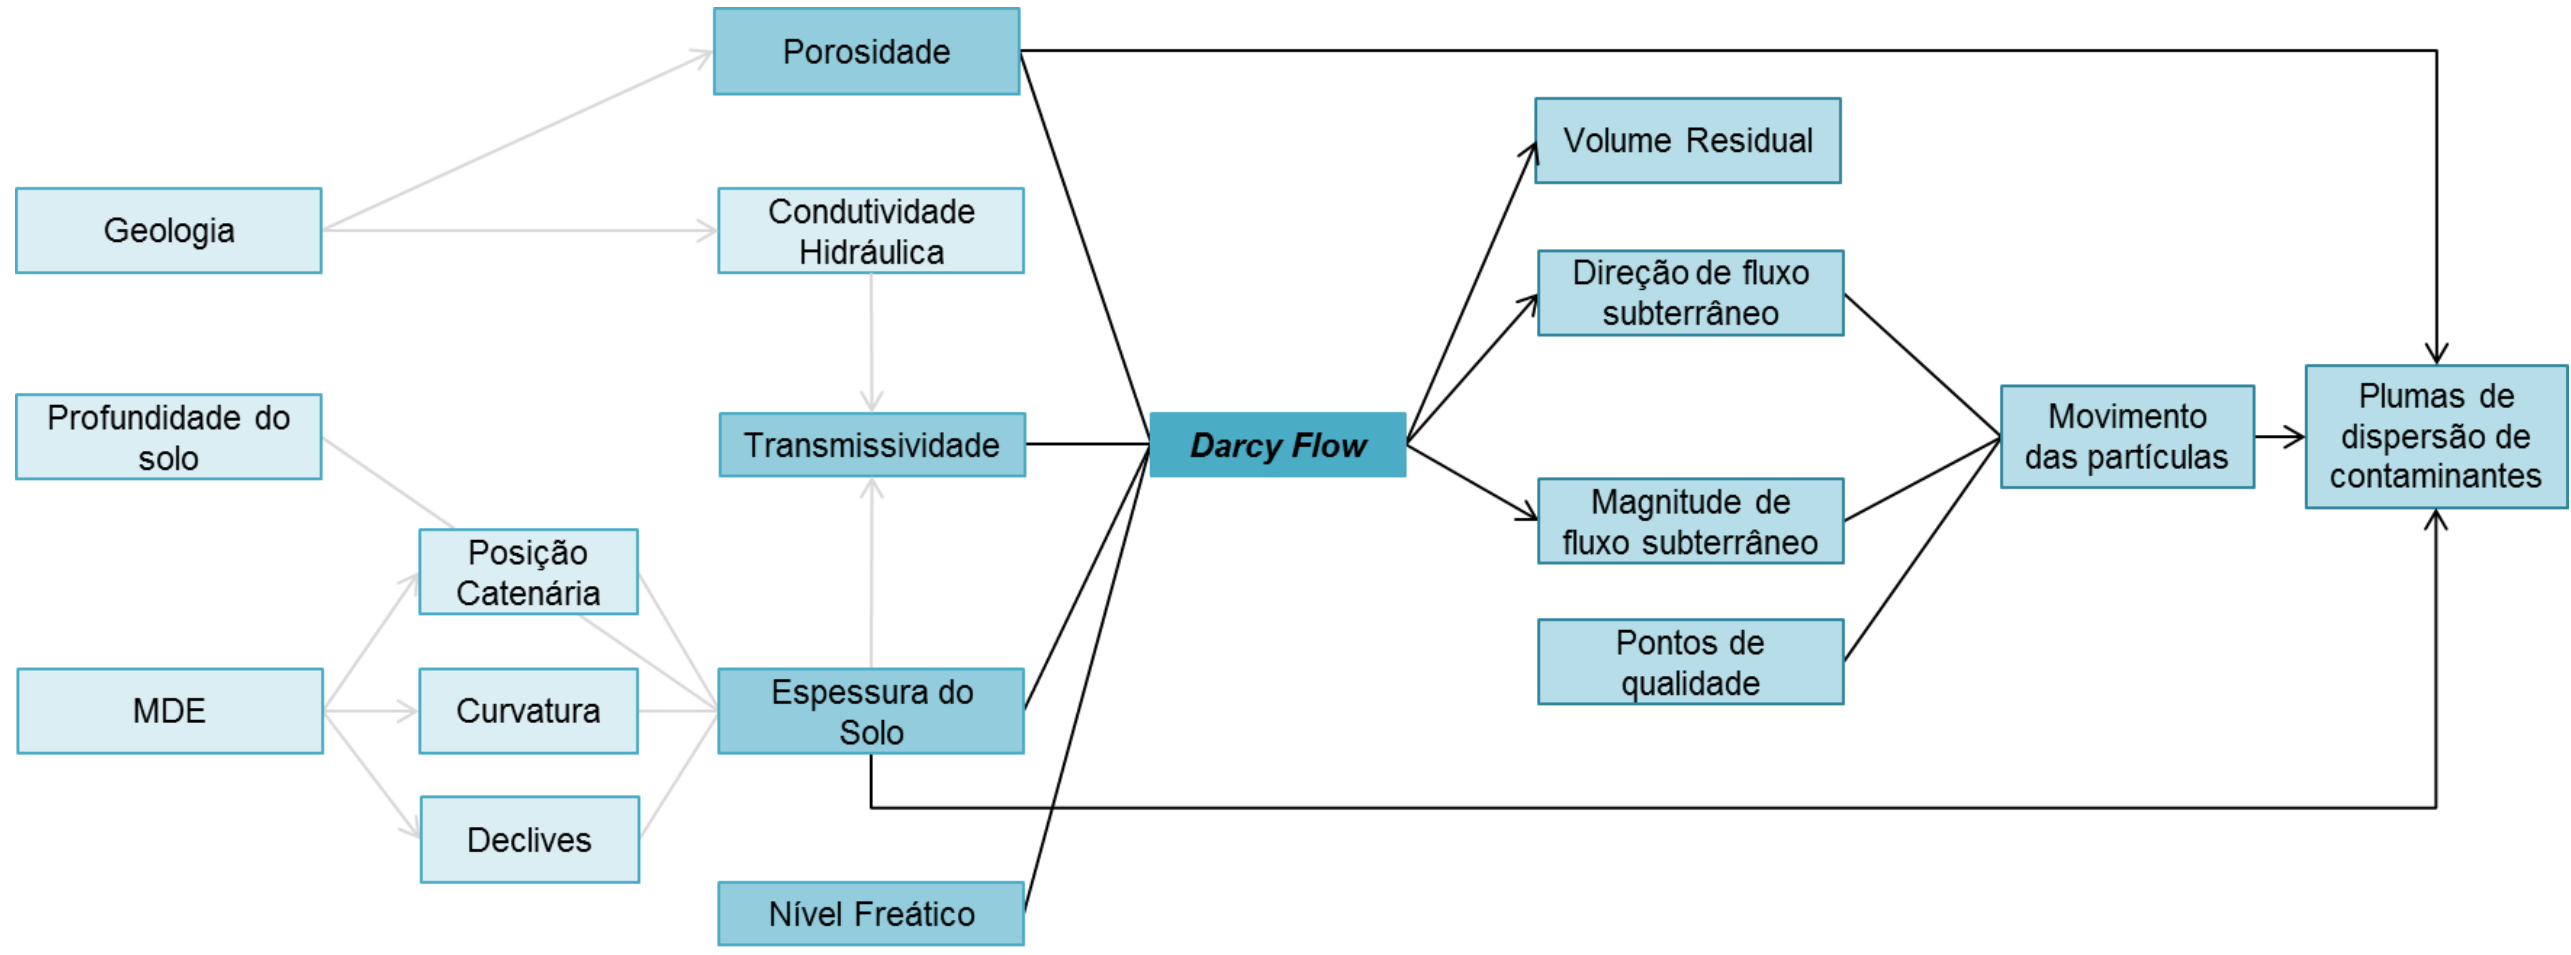 Porosidade
Geologia
Condutividade
Hidráulica
Profundidade do
solo
Transmissividade
Posição
Catenária
MDE
Curvatura
Espessura do
Solo
Declives
Nível Freático
Darcy Flow
Volume Residual
Direção de fluxo
subterrâneo
Magnitude de
fluxo subterrâneo
Pontos de
qualidade
Movimento
das partículas
Plumas de
dispersão de
contaminantes